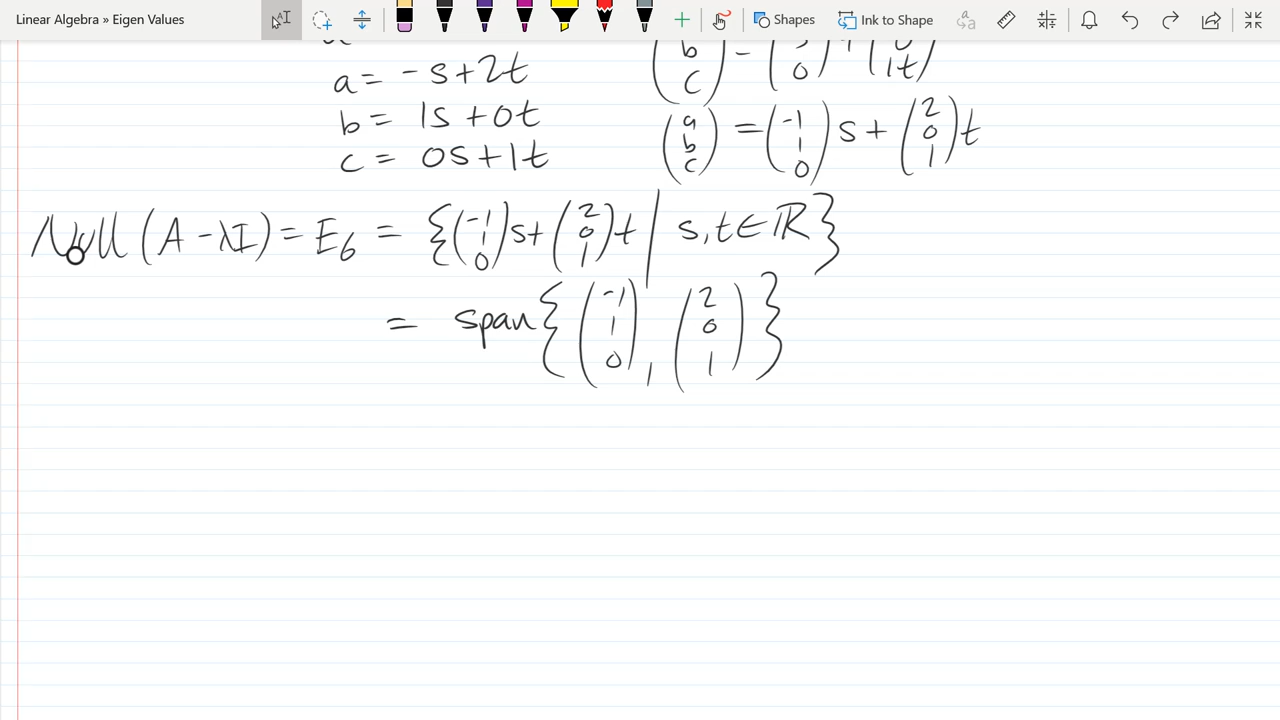 Linear Algebra » Eigen Values
Shapes
Ink to Shape
a = -s+2t
b = 1s+0t
c = 0s+1t
(a b c) = (-1 1 0) s + (2 0 1) t
Null (A - λI) = E6 = {(-1 1 0)s + (2 0 1)t | s,t ∈ ℝ}
= span{(-1 1 0), (2 0 1)}